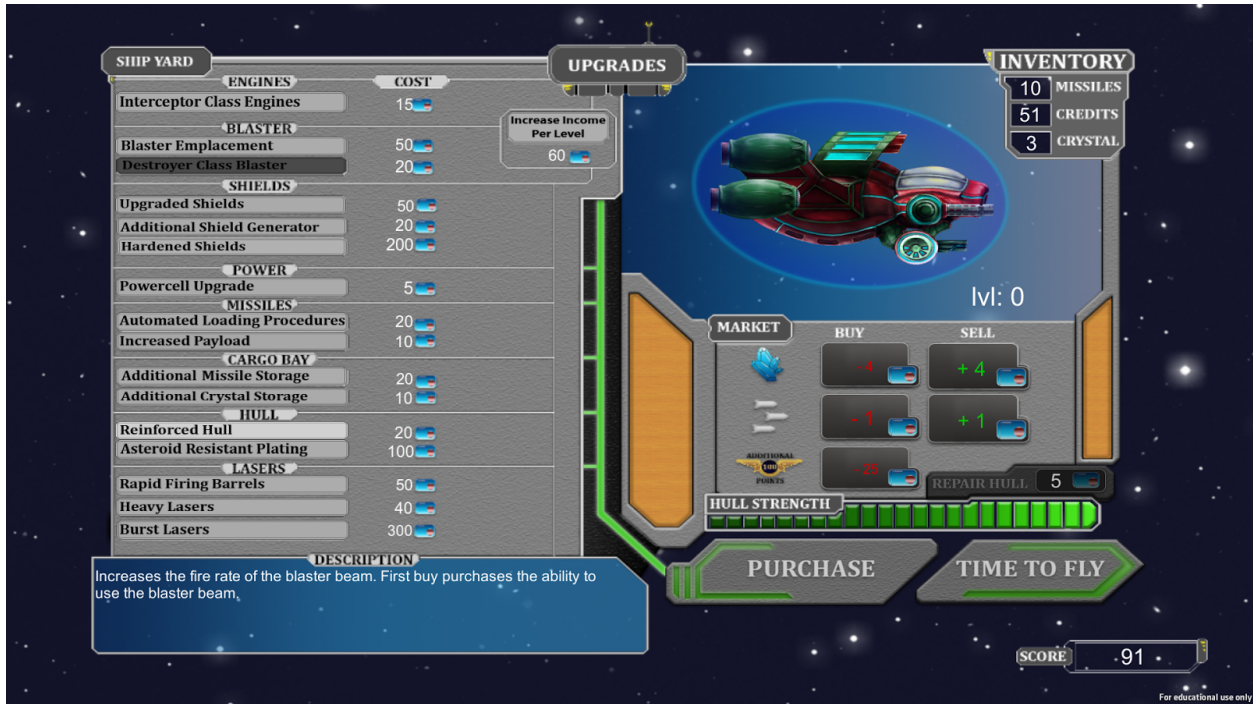 SHIP YARD
UPGRADES
INVENTORY
ENGINES COST
Interceptor Class Engines 15
BLASTER
Blaster Emplacement 50
Destroyer Class Blaster 20
Increase Income
Per Level
60
SHIELDS
Upgraded Shields 50
Additional Shield Generator 20
Hardened Shields 200
POWER
Powercell Upgrade 5
MISSILES
Automated Loading Procedures 20
Increased Payload 10
CARGO BAY
Additional Missile Storage 20
Additional Crystal Storage 10
HULL
Reinforced Hull 20
Asteroid Resistant Plating 100
LASERS
Rapid Firing Barrels 50
Heavy Lasers 40
Burst Lasers 300
DESCRIPTION
Increases the fire rate of the blaster beam. First buy purchases the ability to
use the blaster beam.
10 MISSILES
51 CREDITS
3 CRYSTAL
lvl: 0
MARKET BUY SELL
- 4 + 4
- 1 + 1
ADDITIONAL
100
POINTS
-25
REPAIR HULL 5
HULL STRENGTH
PURCHASE
TIME TO FLY
SCORE 91
For educational use only